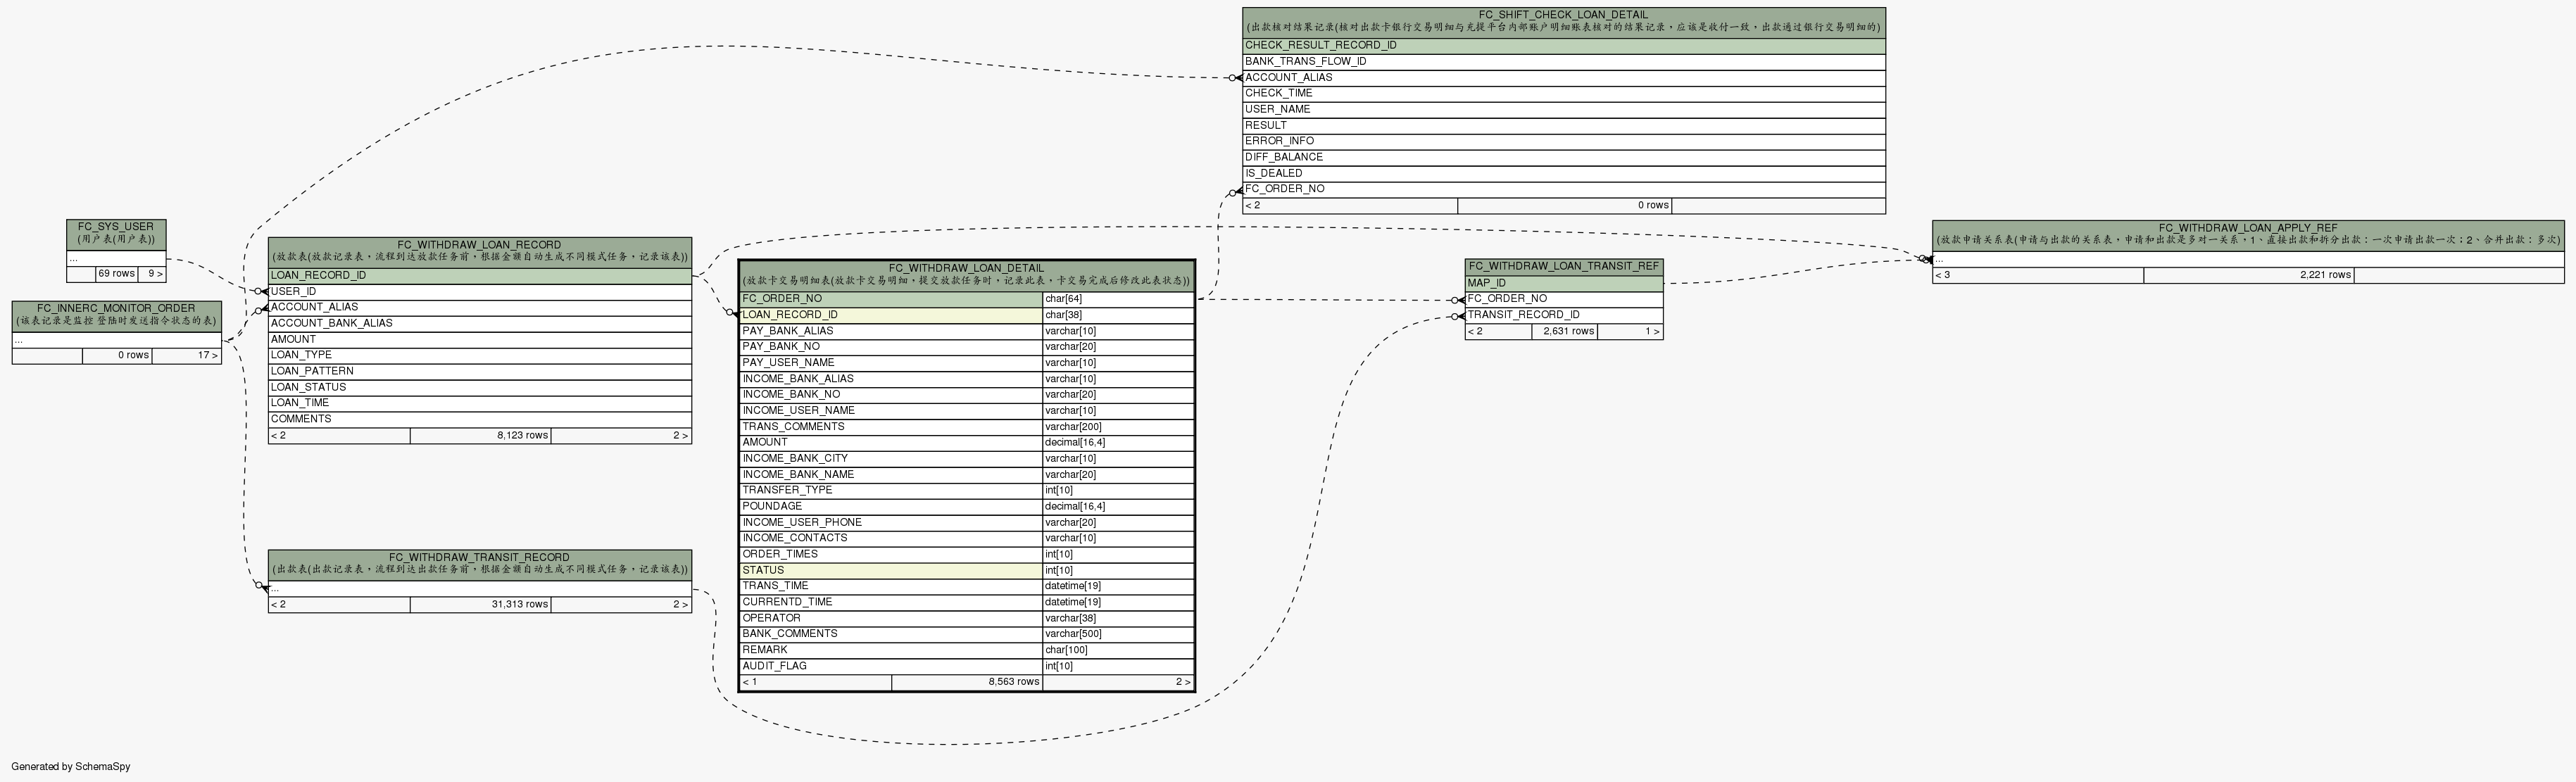 FC_SHIFT_CHECK_LOAN_DETAIL
(出款核对结果记录(核对出款卡银行交易明细与充提平台内部账户明细账表核对的结果记录，应该是收付一致，出款通过银行交易明细的)
CHECK_RESULT_RECORD_ID
BANK_TRANS_FLOW_ID
ACCOUNT_ALIAS
CHECK_TIME
USER_NAME
RESULT
ERROR_INFO
DIFF_BALANCE
IS_DEALED
FC_ORDER_NO
< 2 0 rows
FC_SYS_USER
(用户表(用户表))
...
69 rows 9 >
FC_INNERC_MONITOR_ORDER
(该表记录是监控 登陆时发送指令状态的表)
...
0 rows 17 >
FC_WITHDRAW_LOAN_RECORD
(放款表(放款记录表，流程到达放款任务前，根据金额自动生成不同模式任务，记录该表))
LOAN_RECORD_ID
USER_ID
ACCOUNT_ALIAS
ACCOUNT_BANK_ALIAS
AMOUNT
LOAN_TYPE
LOAN_PATTERN
LOAN_STATUS
LOAN_TIME
COMMENTS
< 2 8,123 rows 2 >
FC_WITHDRAW_TRANSIT_RECORD
(出款表(出款记录表，流程到达出款任务前，根据金额自动生成不同模式任务，记录该表))
...
< 2 31,313 rows 2 >
FC_WITHDRAW_LOAN_DETAIL
(放款卡交易明细表(放款卡交易明细，提交放款任务时，记录此表，卡交易完成后修改此表状态))
FC_ORDER_NO char[64]
LOAN_RECORD_ID char[38]
PAY_BANK_ALIAS varchar[10]
PAY_BANK_NO varchar[20]
PAY_USER_NAME varchar[10]
INCOME_BANK_ALIAS varchar[10]
INCOME_BANK_NO varchar[20]
INCOME_USER_NAME varchar[10]
TRANS_COMMENTS varchar[200]
AMOUNT decimal[16,4]
INCOME_BANK_CITY varchar[10]
INCOME_BANK_NAME varchar[20]
TRANSFER_TYPE int[10]
POUNDAGE decimal[16,4]
INCOME_USER_PHONE varchar[20]
INCOME_CONTACTS varchar[10]
ORDER_TIMES int[10]
STATUS int[10]
TRANS_TIME datetime[19]
CURRENTD_TIME datetime[19]
OPERATOR varchar[38]
BANK_COMMENTS varchar[500]
REMARK char[100]
AUDIT_FLAG int[10]
< 1 8,563 rows 2 >
FC_WITHDRAW_LOAN_TRANSIT_REF
MAP_ID
FC_ORDER_NO
TRANSIT_RECORD_ID
< 2 2,631 rows 1 >
FC_WITHDRAW_LOAN_APPLY_REF
(放款申请关系表(申请与出款的关系表，申请和出款是多对一关系，1、直接出款和拆分出款：一次申请出款一次；2、合并出款：多次)
...
< 3 2,221 rows
Generated by SchemaSpy